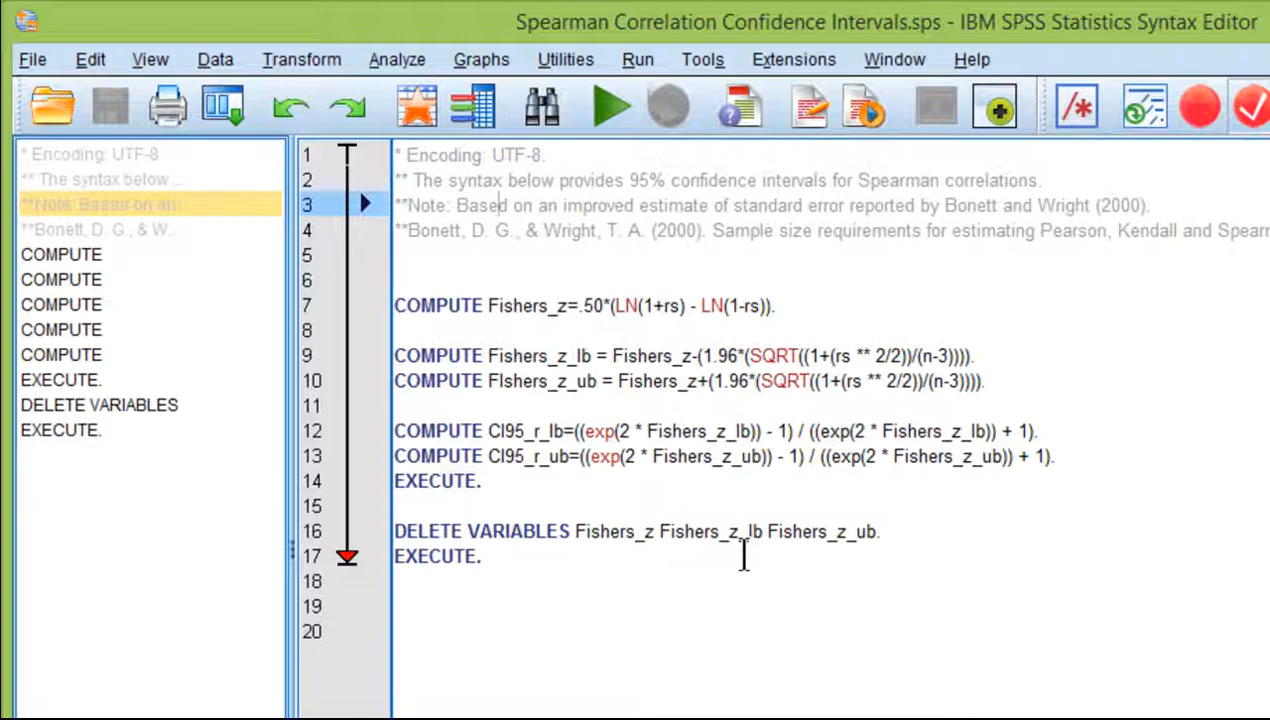 Spearman Correlation Confidence Intervals.sps - IBM SPSS Statistics Syntax Editor
File Edit View Data Transform Analyze Graphs Utilities Run Tools Extensions Window Help
* Encoding: UTF-8
** The syntax below ...
**Note: Based on an...
**Bonett, D. G., & W..
COMPUTE
COMPUTE
COMPUTE
COMPUTE
COMPUTE
EXECUTE.
DELETE VARIABLES
EXECUTE.
1 * Encoding: UTF-8.
2 ** The syntax below provides 95% confidence intervals for Spearman correlations.
3 **Note: Based on an improved estimate of standard error reported by Bonett and Wright (2000).
4 **Bonett, D. G., & Wright, T. A. (2000). Sample size requirements for estimating Pearson, Kendall and Spearm
5
6
7 COMPUTE Fishers_z=.50*(LN(1+rs) - LN(1-rs)).
8
9 COMPUTE Fishers_z_lb = Fishers_z-(1.96*(SQRT((1+(rs ** 2/2))/(n-3)))).
10 COMPUTE FIshers_z_ub = Fishers_z+(1.96*(SQRT((1+(rs ** 2/2))/(n-3)))).
11
12 COMPUTE CI95_r_lb=((exp(2 * Fishers_z_lb)) - 1) / ((exp(2 * Fishers_z_lb)) + 1).
13 COMPUTE CI95_r_ub=((exp(2 * Fishers_z_ub)) - 1) / ((exp(2 * Fishers_z_ub)) + 1).
14 EXECUTE.
15
16 DELETE VARIABLES Fishers_z Fishers_z_lb Fishers_z_ub.
17 EXECUTE.
18
19
20